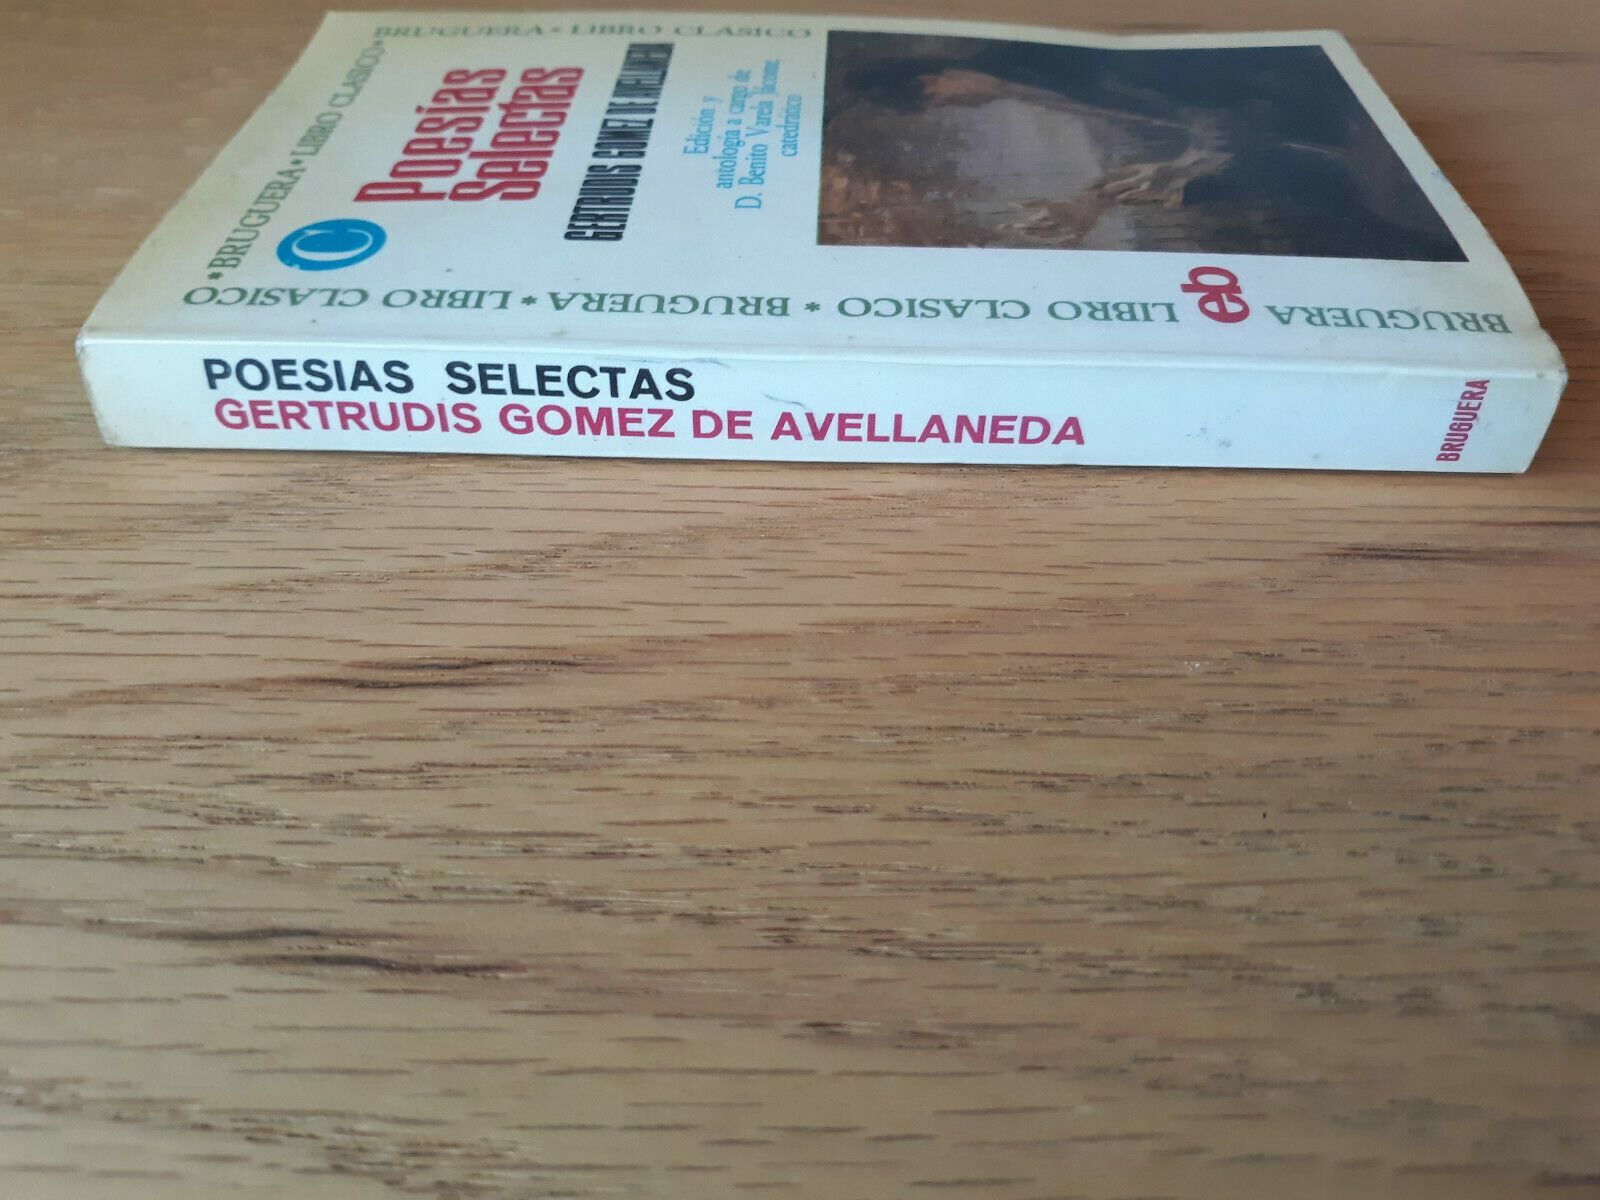 BRUGUERA * LIBRO CLASICO *
BRUGUERA * LIBRO CLASICO *
C
Poesías
Selectas
GERTRUDIS GOMEZ DE AVELLANEDA
Edición y
antología a cargo de
D. Benito Varela Jácome,
catedrático
BRUGUERA
eb
LIBRO CLASICO * BRUGUERA * LIBRO CLASICO *
POESIAS SELECTAS
GERTRUDIS GOMEZ DE AVELLANEDA
BRUGUERA